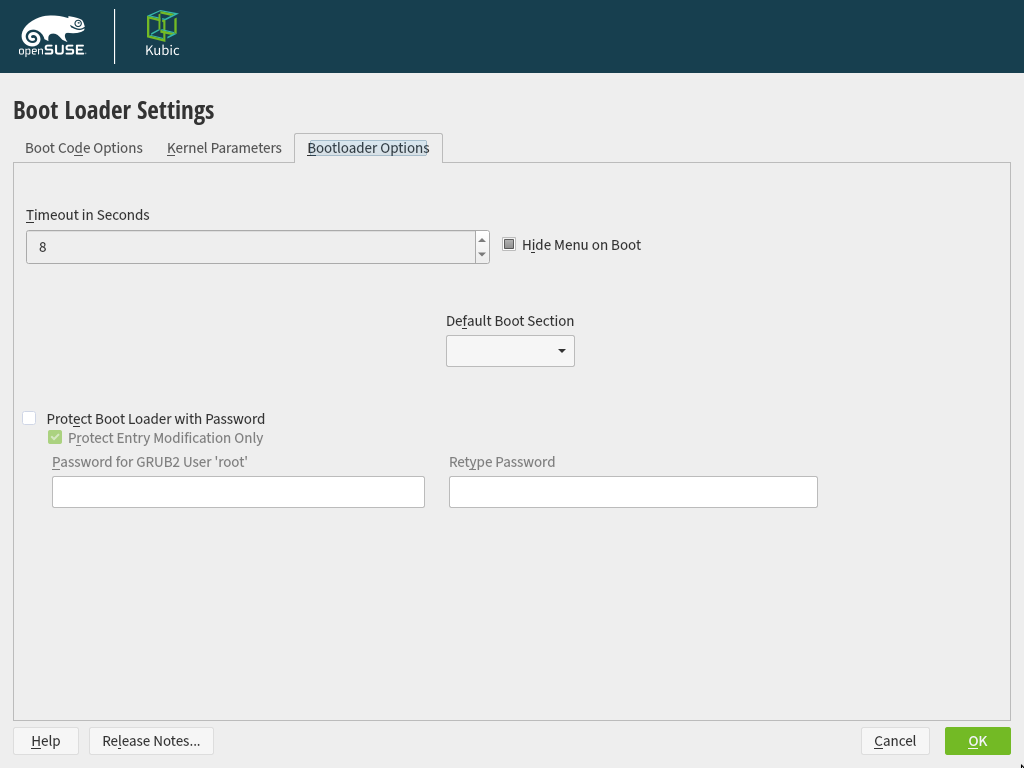 openSUSE
Kubic
Boot Loader Settings
Boot Code Options Kernel Parameters Bootloader Options
Timeout in Seconds
8 Hide Menu on Boot
Default Boot Section
Protect Boot Loader with Password
Protect Entry Modification Only
Password for GRUB2 User 'root' Retype Password
Help Release Notes... Cancel OK